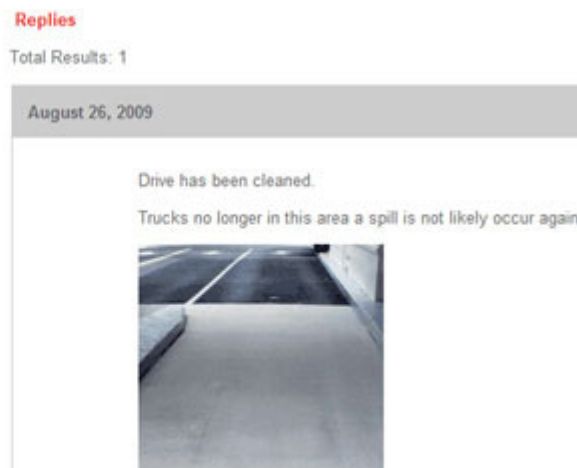 Replies
Total Results: 1
August 26, 2009
Drive has been cleaned.
Trucks no longer in this area a spill is not likely occur again